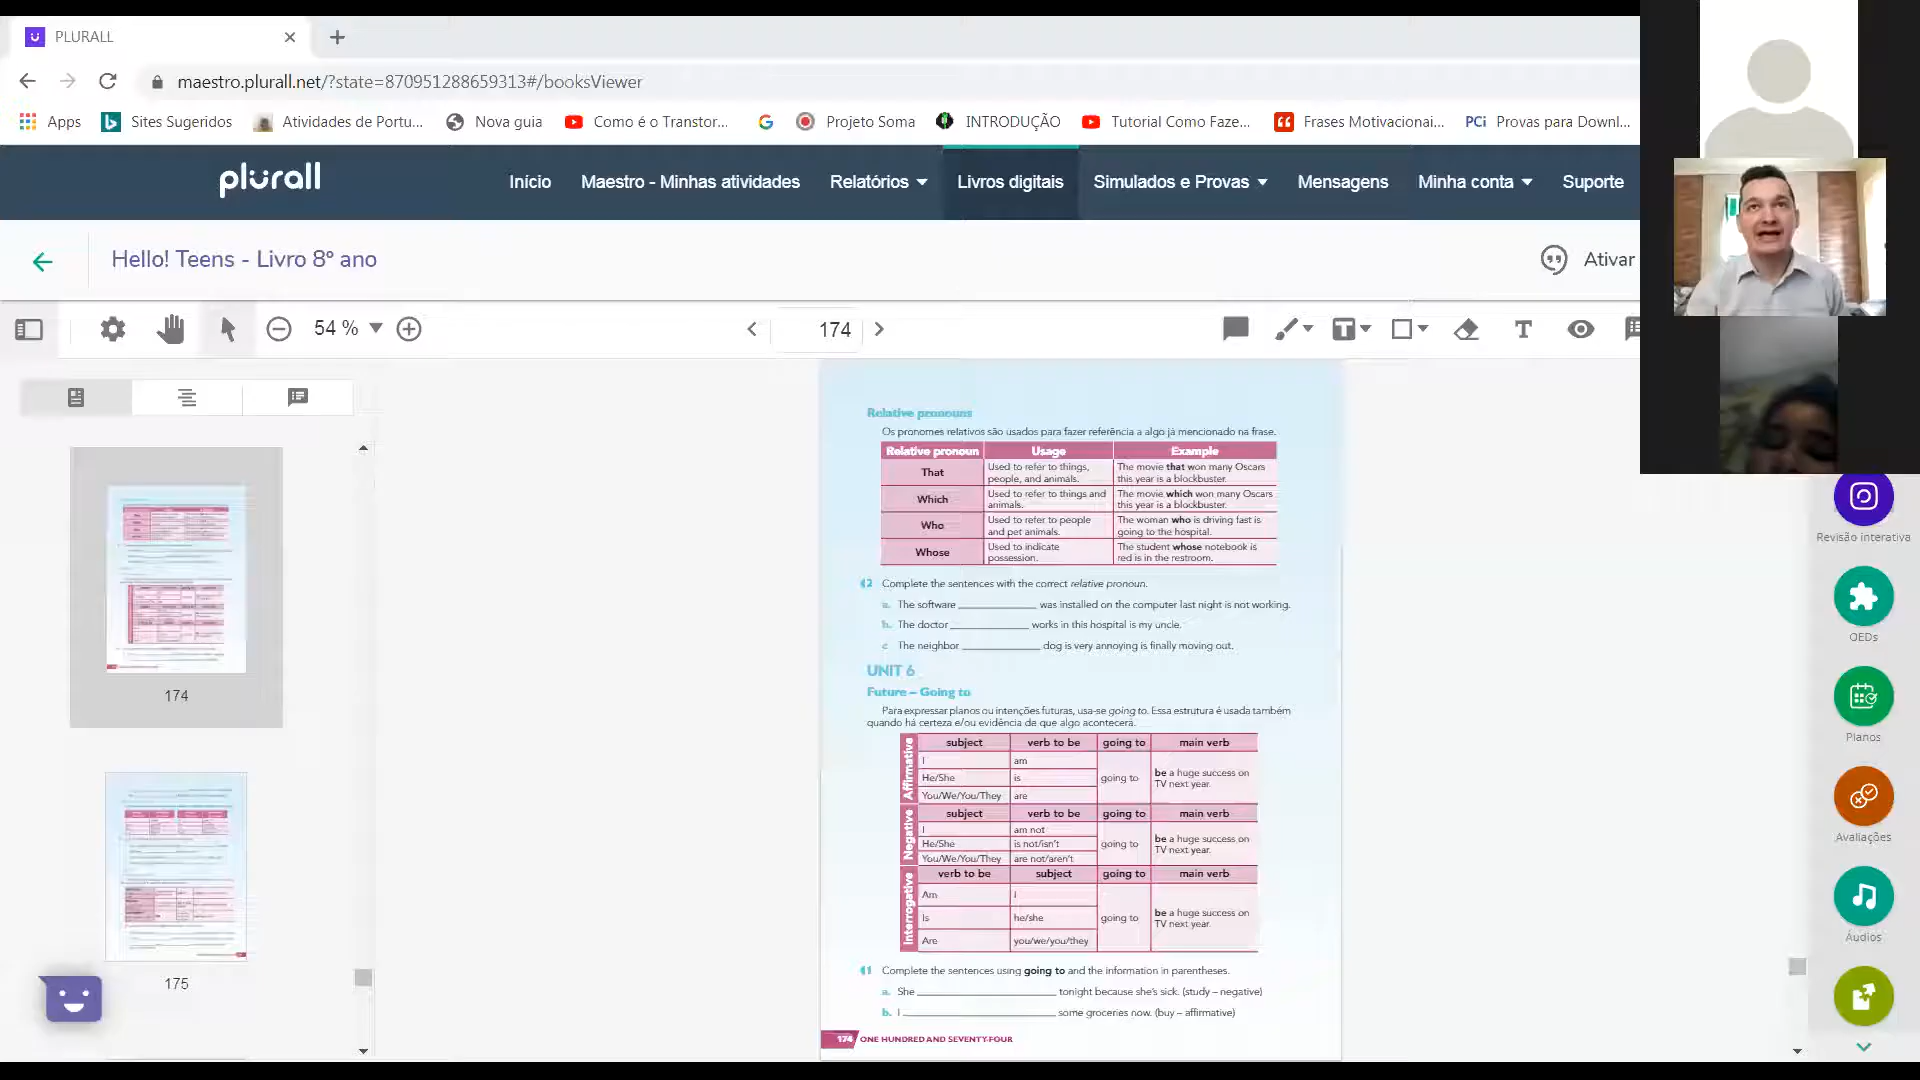 PLURALL
maestro.plurall.net/?state=870951288659313#/booksViewer
Apps Sites Sugeridos Atividades de Portu... Nova guia Como é o Transtor... Projeto Soma INTRODUÇÃO Tutorial Como Faze... Frases Motivacionai... PCi Provas para Downl...
plurall Início Maestro - Minhas atividades Relatórios Livros digitais Simulados e Provas Mensagens Minha conta Suporte
Hello! Teens - Livro 8º ano Ativar
54 % 174
174
175
Relative pronouns
Os pronomes relativos são usados para fazer referência a algo já mencionado na frase.
Relative pronoun Usage Example
That Used to refer to things, people, and animals. The movie that won many Oscars this year is a blockbuster.
Which Used to refer to things and animals. The movie which won many Oscars this year is a blockbuster.
Who Used to refer to people and pet animals. The woman who is driving fast is going to the hospital.
Whose Used to indicate possession. The student whose notebook is red is in the restroom.
2 Complete the sentences with the correct relative pronoun.
a. The software ______________ was installed on the computer last night is not working.
b. The doctor ______________ works in this hospital is my uncle.
c The neighbor ______________ dog is very annoying is finally moving out.
UNIT 6
Future – Going to
Para expressar planos ou intenções futuras, usa-se going to. Essa estrutura é usada também
quando há certeza e/ou evidência de que algo acontecerá.
Affirmative
subject verb to be going to main verb
I am
He/She is going to be a huge success on TV next year.
You/We/You/They are
Negative
subject verb to be going to main verb
I am not
He/She is not/isn't going to be a huge success on TV next year.
You/We/You/They are not/aren't
Interrogative
verb to be subject going to main verb
Am I
Is he/she going to be a huge success on TV next year.
Are you/we/you/they
1 Complete the sentences using going to and the information in parentheses.
a. She ______________ tonight because she's sick. (study – negative)
b. I ______________ some groceries now. (buy – affirmative)
174 ONE HUNDRED AND SEVENTY-FOUR
Revisão interativa
OEDs
Planos
Avaliações
Áudios